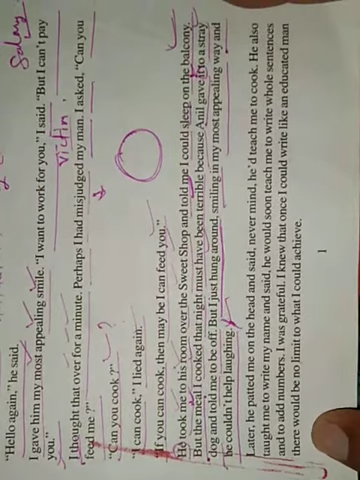 Salary
"Hello again," he said.
I gave him my most appealing smile. "I want to work for you," I said. "But I can't pay
you."
victim
I thought that over for a minute. Perhaps I had misjudged my man. I asked, "Can you
feed me?"
"Can you cook ?"
"I can cook," I lied again.
"If you can cook, then may be I can feed you."
He took me to his room over the Sweet Shop and told me I could sleep on the balcony.
But the meal I cooked that night must have been terrible because Anil gave it to a stray
dog and told me to be off. But I just hung around, smiling in my most appealing way and
he couldn't help laughing.
Later, he patted me on the head and said, never mind, he'd teach me to cook. He also
taught me to write my name and said, he would soon teach me to write whole sentences
and to add numbers. I was grateful. I knew that once I could write like an educated man
there would be no limit to what I could achieve.
1